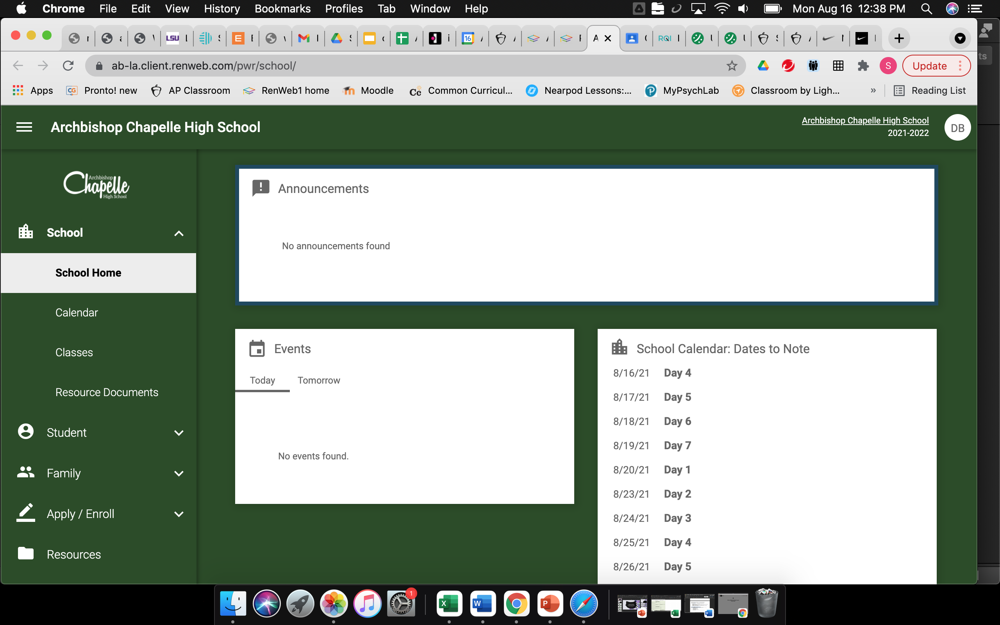 Chrome File Edit View History Bookmarks Profiles Tab Window Help Mon Aug 16 12:38 PM
LSU
16
A
RQI
ts
ab-la.client.renweb.com/pwr/school/ S Update
Apps Pronto! new AP Classroom RenWeb1 home Moodle Common Curricul... Nearpod Lessons:... MyPsychLab Classroom by Ligh... » Reading List
Archbishop Chapelle High School
Archbishop Chapelle High School
2021-2022
DB
Archbishop
Chapelle
High School
School
School Home
Calendar
Classes
Resource Documents
Student
Family
Apply / Enroll
Resources
Announcements
No announcements found
Events
Today Tomorrow
No events found.
School Calendar: Dates to Note
8/16/21 Day 4
8/17/21 Day 5
8/18/21 Day 6
8/19/21 Day 7
8/20/21 Day 1
8/23/21 Day 2
8/24/21 Day 3
8/25/21 Day 4
8/26/21 Day 5
1